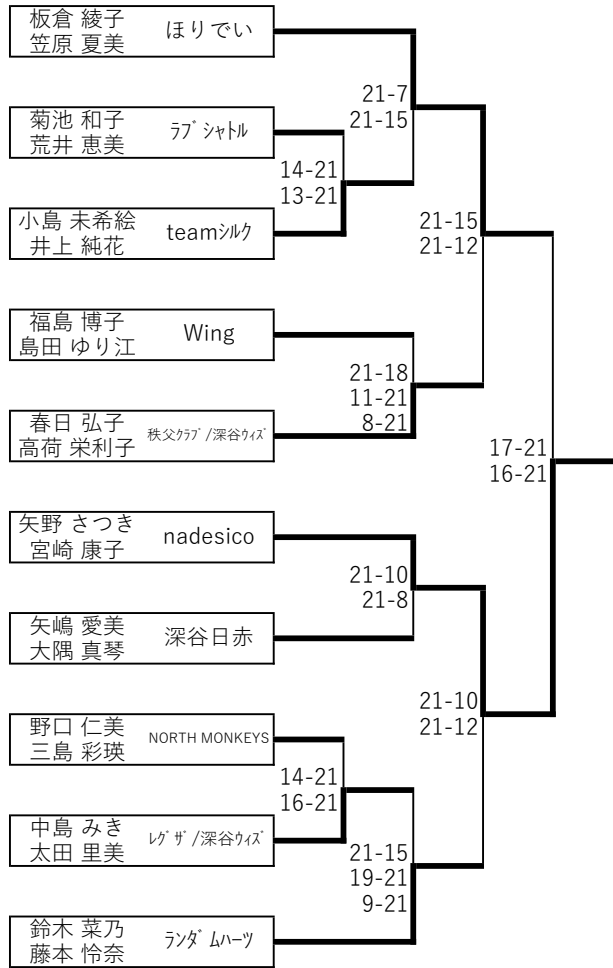 板倉 綾子
笠原 夏美
ほりでい
21-7
21-15
菊池 和子
荒井 恵美
ﾗﾌﾞｼｬﾄﾙ
14-21
13-21
小島 未希絵
井上 純花
teamｼﾙｸ
21-15
21-12
福島 博子
島田 ゆり江
Wing
21-18
11-21
8-21
春日 弘子
高荷 栄利子
秩父ｸﾗﾌﾞ/深谷ｳｨｽﾞ
17-21
16-21
矢野 さつき
宮崎 康子
nadesico
21-10
21-8
矢嶋 愛美
大隅 真琴
深谷日赤
21-10
21-12
野口 仁美
三島 彩瑛
NORTH MONKEYS
14-21
16-21
中島 みき
太田 里美
ﾚｸﾞｻﾞ/深谷ｳｨｽﾞ
21-15
19-21
9-21
鈴木 菜乃
藤本 怜奈
ﾗﾝﾀﾞﾑﾊｰﾂ